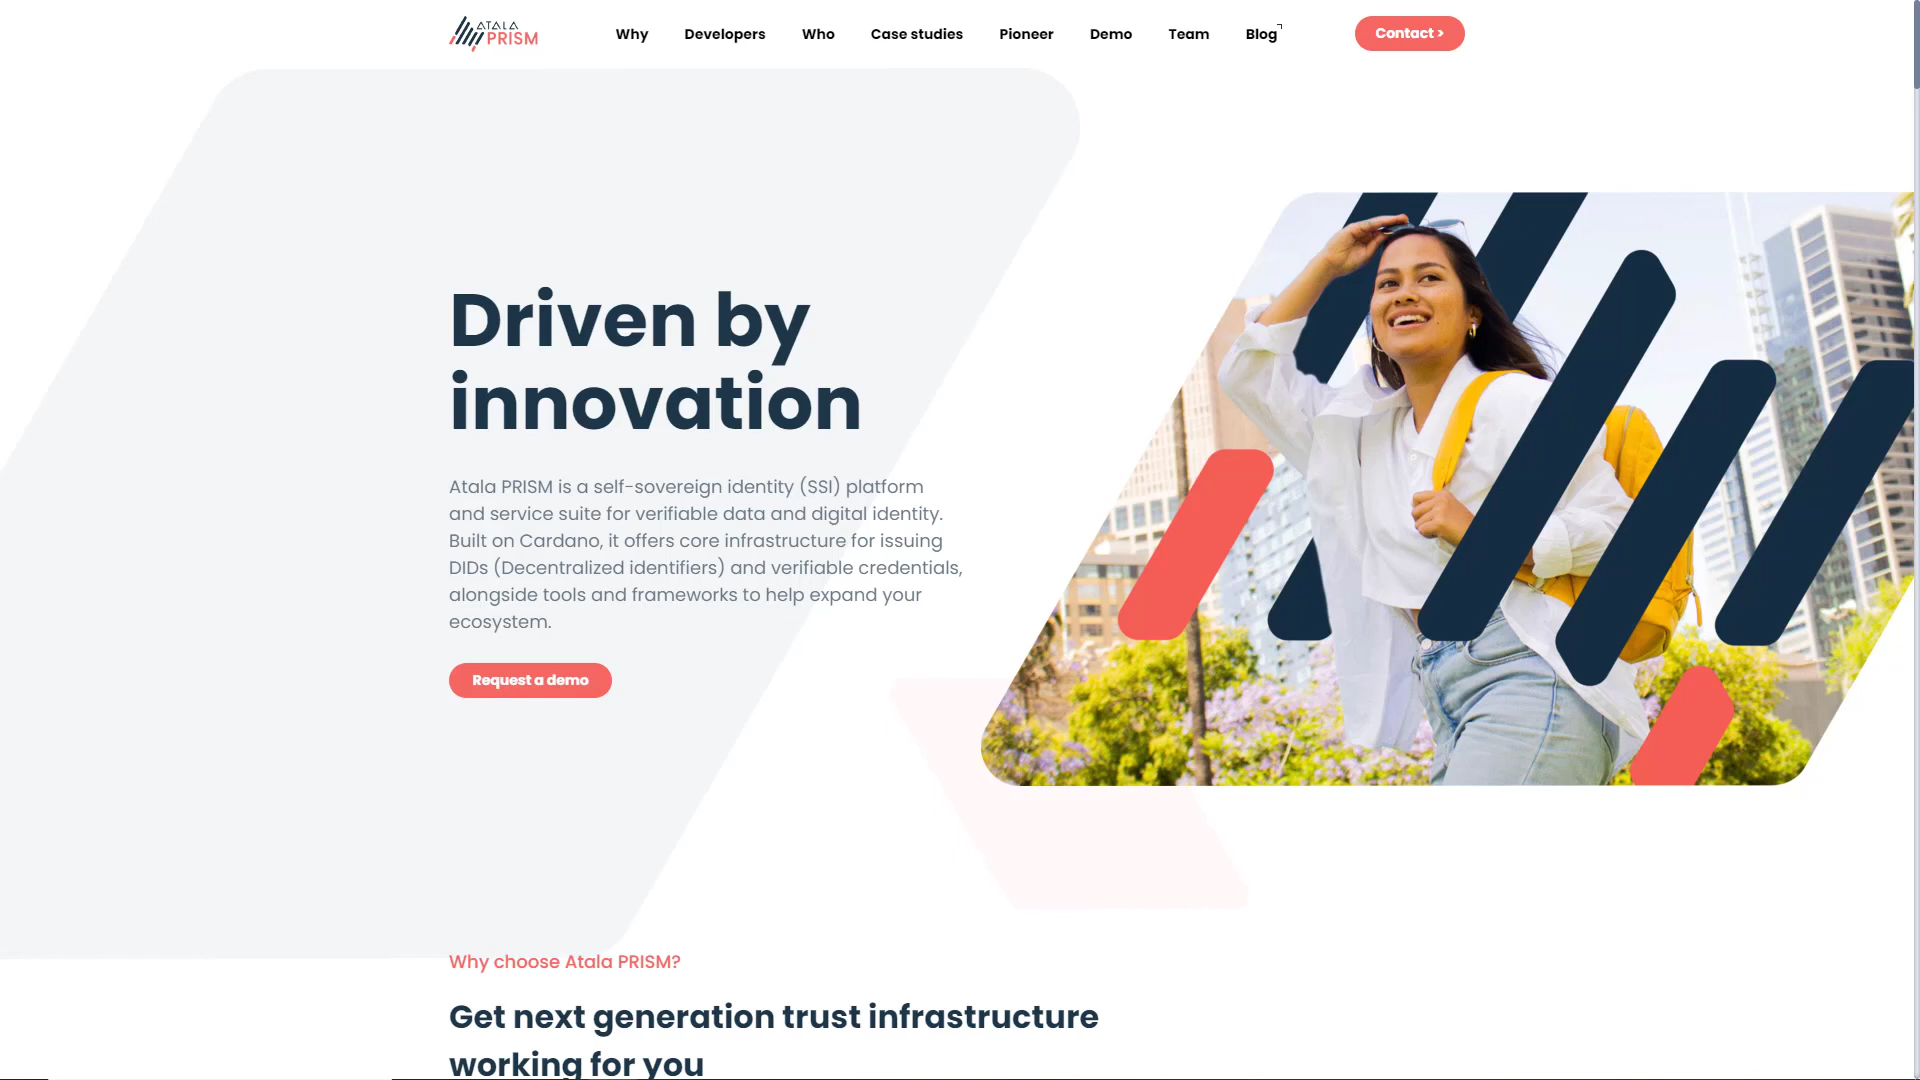 ATALA
PRISM
Why
Developers
Who
Case studies
Pioneer
Demo
Team
Blog
Contact >
Driven by
innovation
Atala PRISM is a self-sovereign identity (SSI) platform
and service suite for verifiable data and digital identity.
Built on Cardano, it offers core infrastructure for issuing
DIDs (Decentralized identifiers) and verifiable credentials,
alongside tools and frameworks to help expand your
ecosystem.
Request a demo
Why choose Atala PRISM?
Get next generation trust infrastructure
working for you